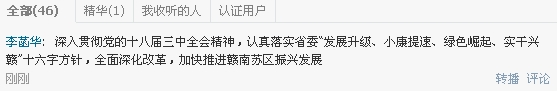 全部(46) 精华(1) 我收听的人 认证用户
李菡华: 深入贯彻党的十八届三中全会精神，认真落实省委“发展升级、小康提速、绿色崛起、实干兴
赣”十六字方针，全面深化改革，加快推进赣南苏区振兴发展
刚刚 转播 评论